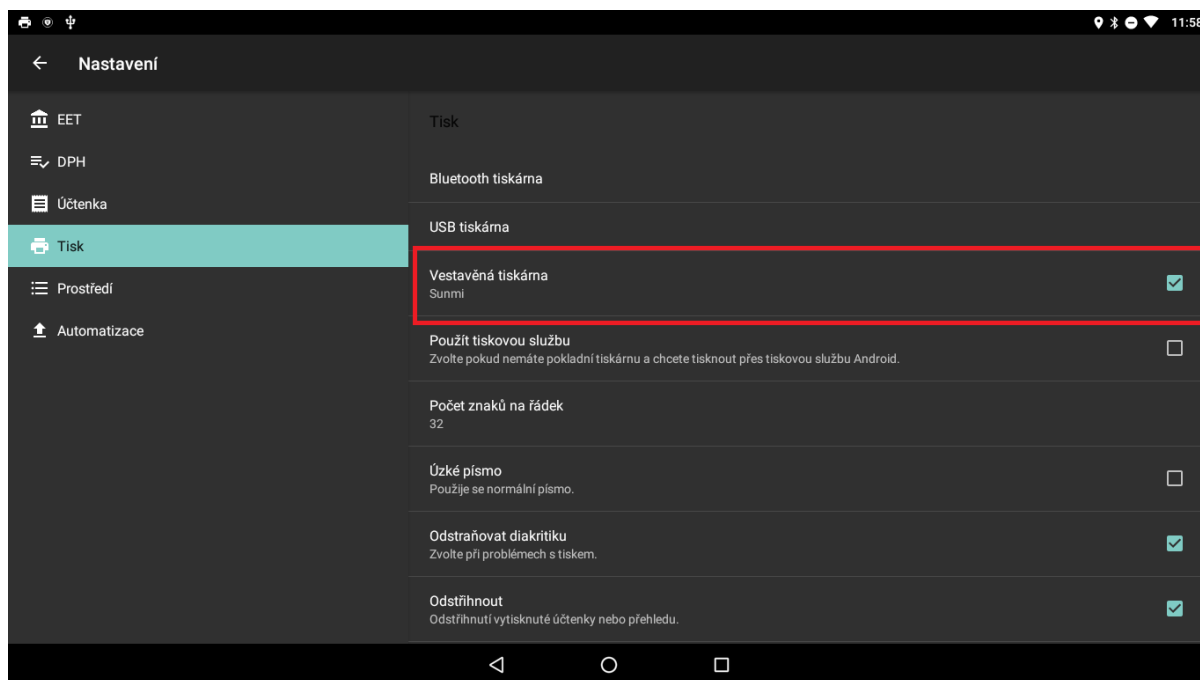 11:58
Nastavení
EET
DPH
Účtenka
Tisk
Prostředí
Automatizace
Tisk
Bluetooth tiskárna
USB tiskárna
Vestavěná tiskárna
Sunmi
Použít tiskovou službu
Zvolte pokud nemáte pokladní tiskárnu a chcete tisknout přes tiskovou službu Android.
Počet znaků na řádek
32
Úzké písmo
Použije se normální písmo.
Odstraňovat diakritiku
Zvolte při problémech s tiskem.
Odstřihnout
Odstřihnutí vytisknuté účtenky nebo přehledu.